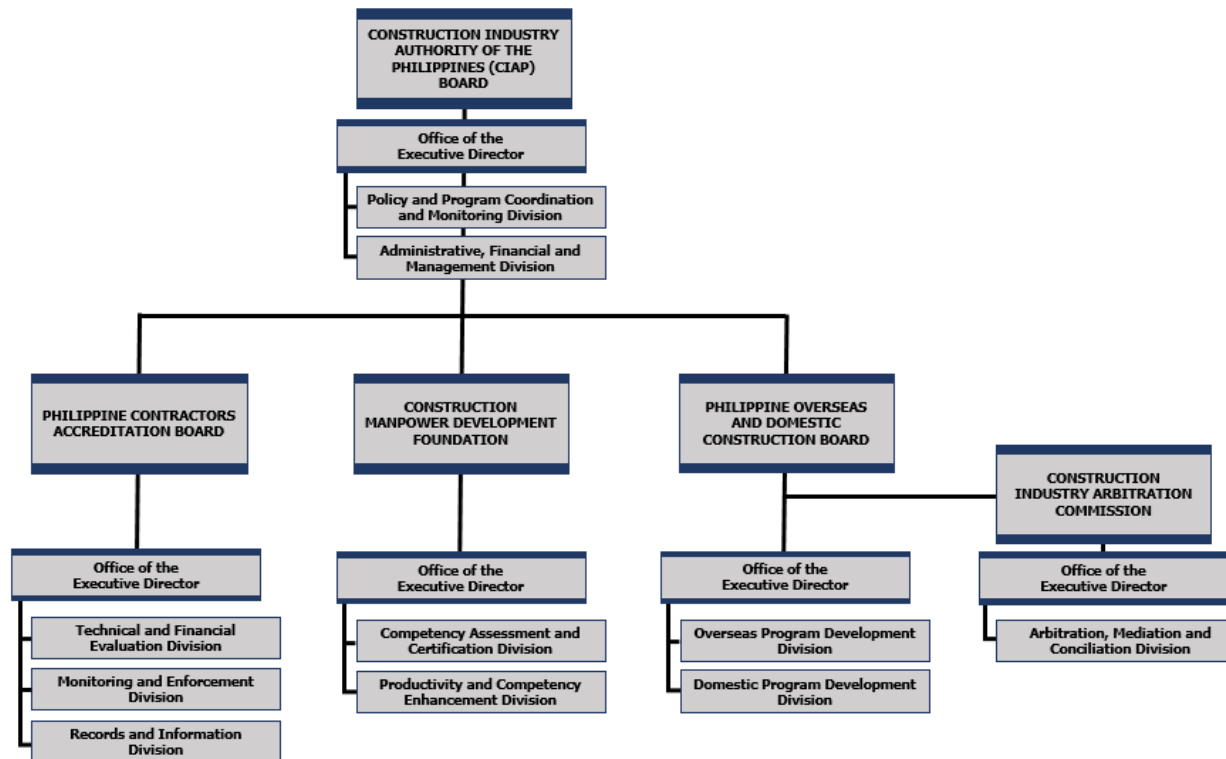 CONSTRUCTION INDUSTRY
AUTHORITY OF THE
PHILIPPINES (CIAP)
BOARD
Office of the
Executive Director
Policy and Program Coordination
and Monitoring Division
Administrative, Financial and
Management Division
PHILIPPINE CONTRACTORS
ACCREDITATION BOARD
CONSTRUCTION
MANPOWER DEVELOPMENT
FOUNDATION
PHILIPPINE OVERSEAS
AND DOMESTIC
CONSTRUCTION BOARD
CONSTRUCTION
INDUSTRY ARBITRATION
COMMISSION
Office of the
Executive Director
Technical and Financial
Evaluation Division
Monitoring and Enforcement
Division
Records and Information
Division
Office of the
Executive Director
Competency Assessment and
Certification Division
Productivity and Competency
Enhancement Division
Office of the
Executive Director
Overseas Program Development
Division
Domestic Program Development
Division
Office of the
Executive Director
Arbitration, Mediation and
Conciliation Division